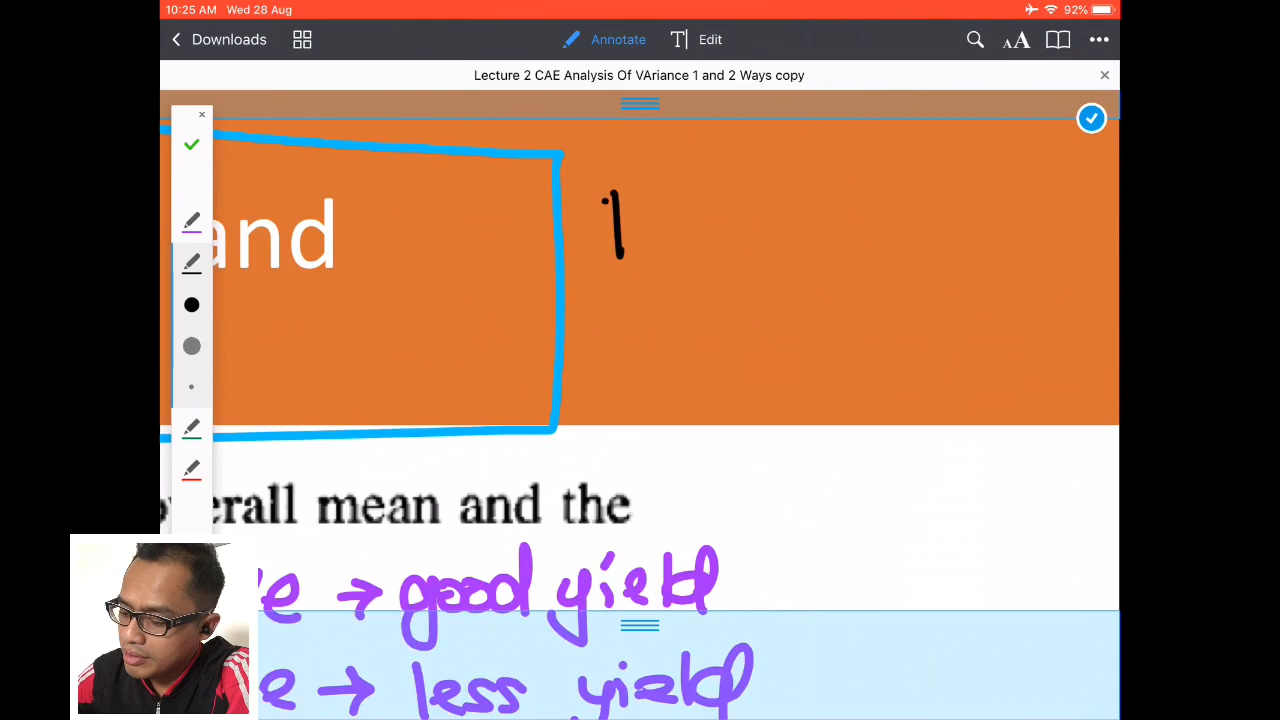 10:25 AM Wed 28 Aug 92%
Downloads Annotate T Edit AA
Lecture 2 CAE Analysis Of VAriance 1 and 2 Ways copy
and
erall mean and the
e → good yield
e → less yield